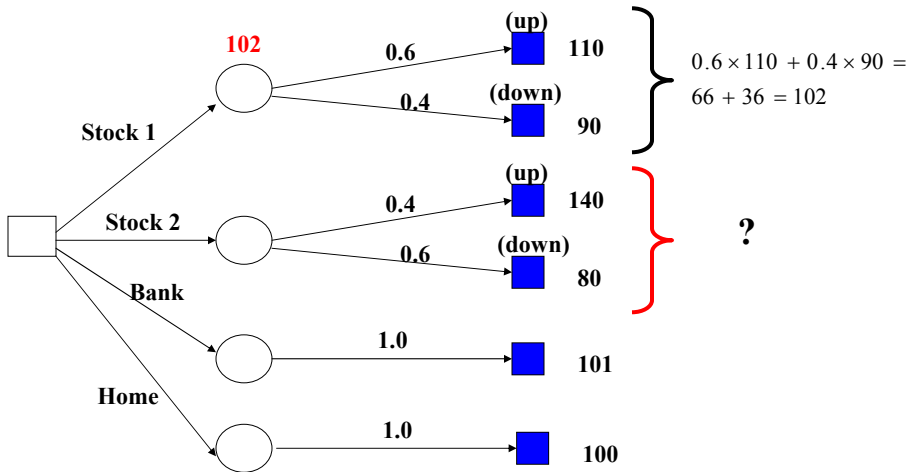 (up)
102
0.6
110
0.6 × 110 + 0.4 × 90 =
66 + 36 = 102
0.4
(down)
90
Stock 1
(up)
0.4
140
Stock 2
0.6
(down)
80
?
Bank
1.0
101
Home
1.0
100